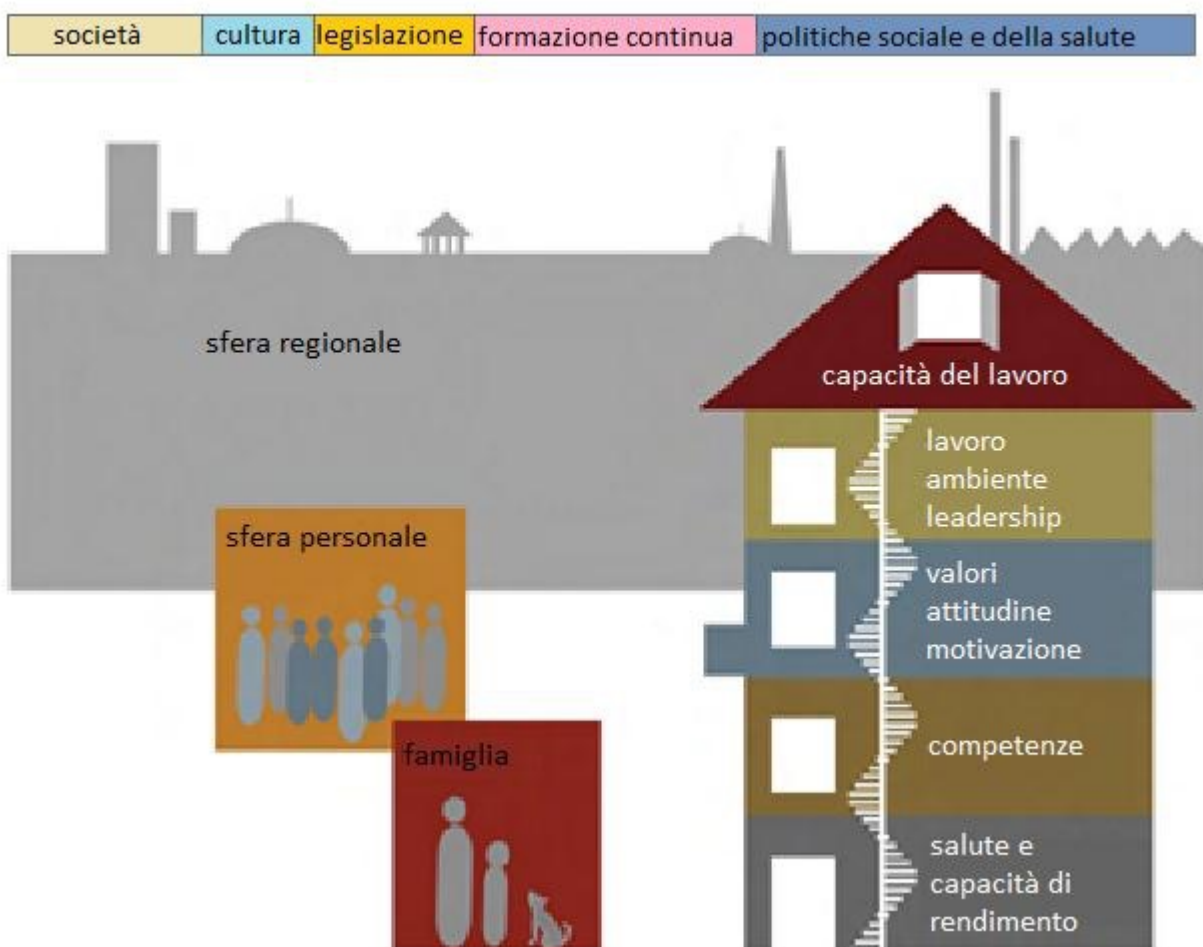 società
cultura
legislazione
formazione continua
politiche sociale e della salute
sfera regionale
capacità del lavoro
lavoro
ambiente
leadership
sfera personale
valori
attitudine
motivazione
famiglia
competenze
salute e
capacità di
rendimento